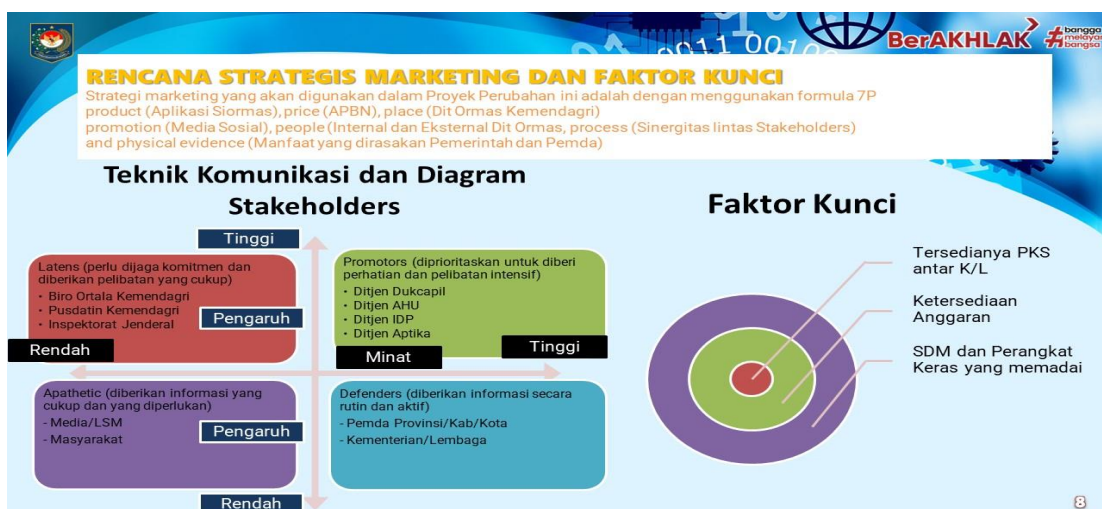 0011 00100
BerAKHLAK
#bangga
melayani
bangsa
RENCANA STRATEGIS MARKETING DAN FAKTOR KUNCI
Strategi marketing yang akan digunakan dalam Proyek Perubahan ini adalah dengan menggunakan formula 7P
product (Aplikasi Siormas), price (APBN), place (Dit Ormas Kemendagri)
promotion (Media Sosial), people (Internal dan Eksternal Dit Ormas, process (Sinergitas lintas Stakeholders)
and physical evidence (Manfaat yang dirasakan Pemerintah dan Pemda)
Teknik Komunikasi dan Diagram
Stakeholders
Tinggi
Latens (perlu dijaga komitmen dan
diberikan pelibatan yang cukup)
• Biro Ortala Kemendagri
• Pusdatin Kemendagri
• Inspektorat Jenderal
Pengaruh
Rendah
Promotors (diprioritaskan untuk diberi
perhatian dan pelibatan intensif)
• Ditjen Dukcapil
• Ditjen AHU
• Ditjen IDP
• Ditjen Aptika
Minat
Tinggi
Apathetic (diberikan informasi yang
cukup dan yang diperlukan)
- Media/LSM
- Masyarakat
Pengaruh
Defenders (diberikan informasi secara
rutin dan aktif)
- Pemda Provinsi/Kab/Kota
- Kementerian/Lembaga
Rendah
Faktor Kunci
Tersedianya PKS
antar K/L
Ketersediaan
Anggaran
SDM dan Perangkat
Keras yang memadai
8